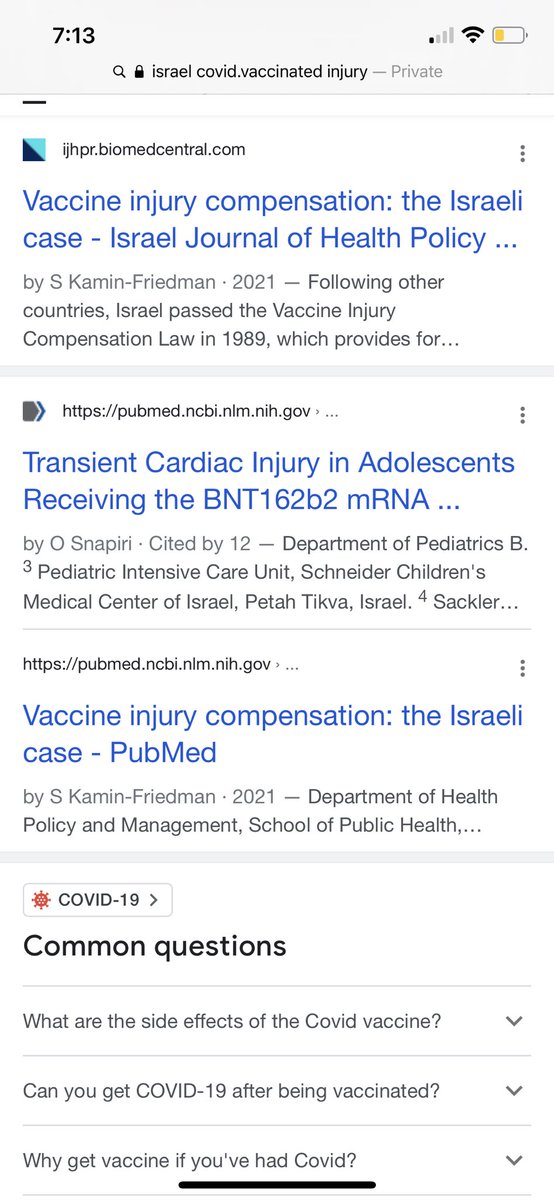 7:13
israel covid.vaccinated injury — Private
ijhpr.biomedcentral.com
Vaccine injury compensation: the Israeli
case - Israel Journal of Health Policy ...
by S Kamin-Friedman · 2021 — Following other
countries, Israel passed the Vaccine Injury
Compensation Law in 1989, which provides for...
https://pubmed.ncbi.nlm.nih.gov › ...
Transient Cardiac Injury in Adolescents
Receiving the BNT162b2 mRNA ...
by O Snapiri · Cited by 12 — Department of Pediatrics B.
3 Pediatric Intensive Care Unit, Schneider Children's
Medical Center of Israel, Petah Tikva, Israel. 4 Sackler...
https://pubmed.ncbi.nlm.nih.gov › ...
Vaccine injury compensation: the Israeli
case - PubMed
by S Kamin-Friedman · 2021 — Department of Health
Policy and Management, School of Public Health,...
COVID-19
Common questions
What are the side effects of the Covid vaccine?
Can you get COVID-19 after being vaccinated?
Why get vaccine if you've had Covid?